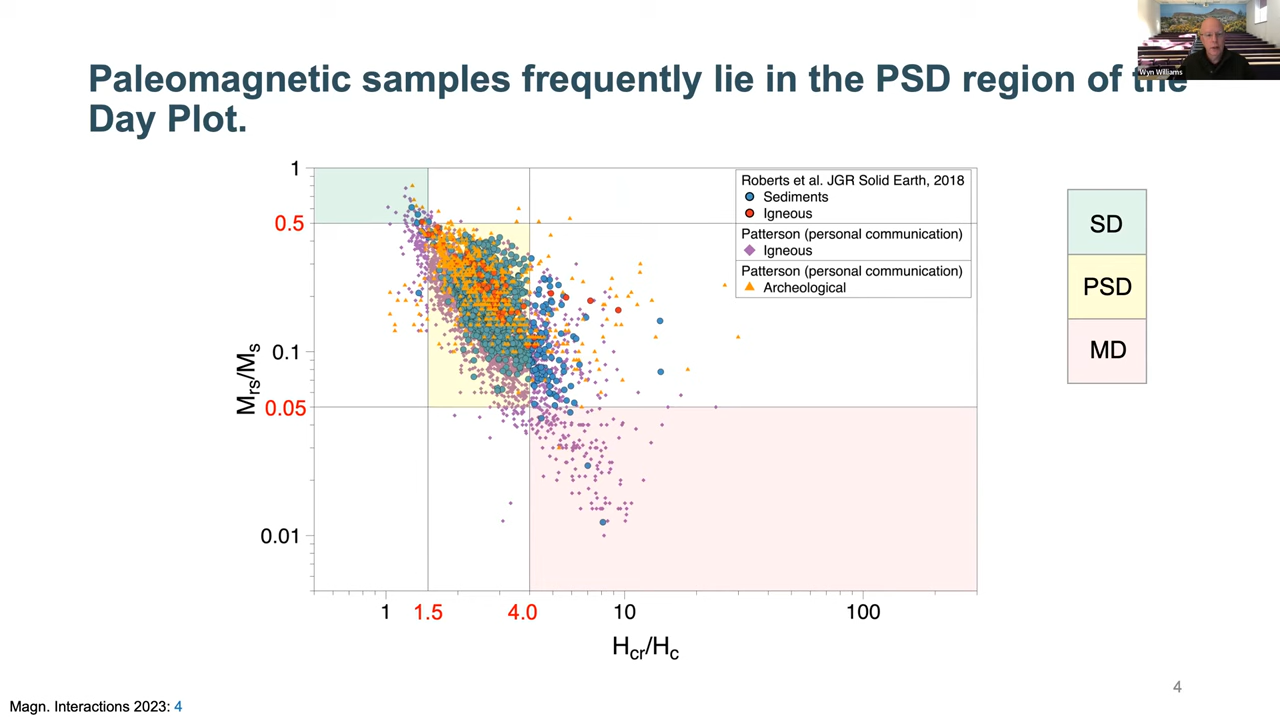 Wyn Williams
Paleomagnetic samples frequently lie in the PSD region of the
Day Plot.
Roberts et al. JGR Solid Earth, 2018
Sediments
Igneous
Patterson (personal communication)
Igneous
Patterson (personal communication)
Archeological
SD
PSD
MD
1
0.5
0.1
0.05
0.01
Mrs/Ms
1
1.5
4.0
10
100
Hcr/Hc
4
Magn. Interactions 2023: 4